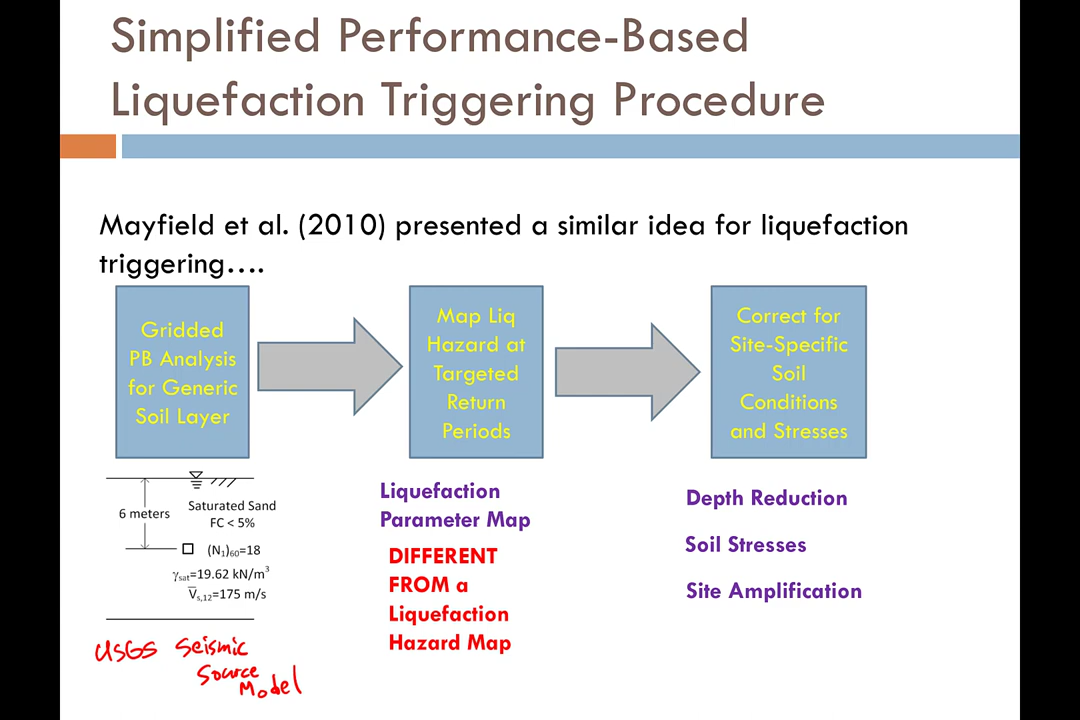 Simplified Performance-Based
Liquefaction Triggering Procedure
Mayfield et al. (2010) presented a similar idea for liquefaction
triggering….
Gridded
PB Analysis
for Generic
Soil Layer
Map Liq
Hazard at
Targeted
Return
Periods
Correct for
Site-Specific
Soil
Conditions
and Stresses
6 meters
Saturated Sand
FC < 5%
(N₁)₆₀=18
γsat=19.62 kN/m³
V̅s,12=175 m/s
USGS Seismic
Source
Model
Liquefaction
Parameter Map
DIFFERENT
FROM a
Liquefaction
Hazard Map
Depth Reduction
Soil Stresses
Site Amplification